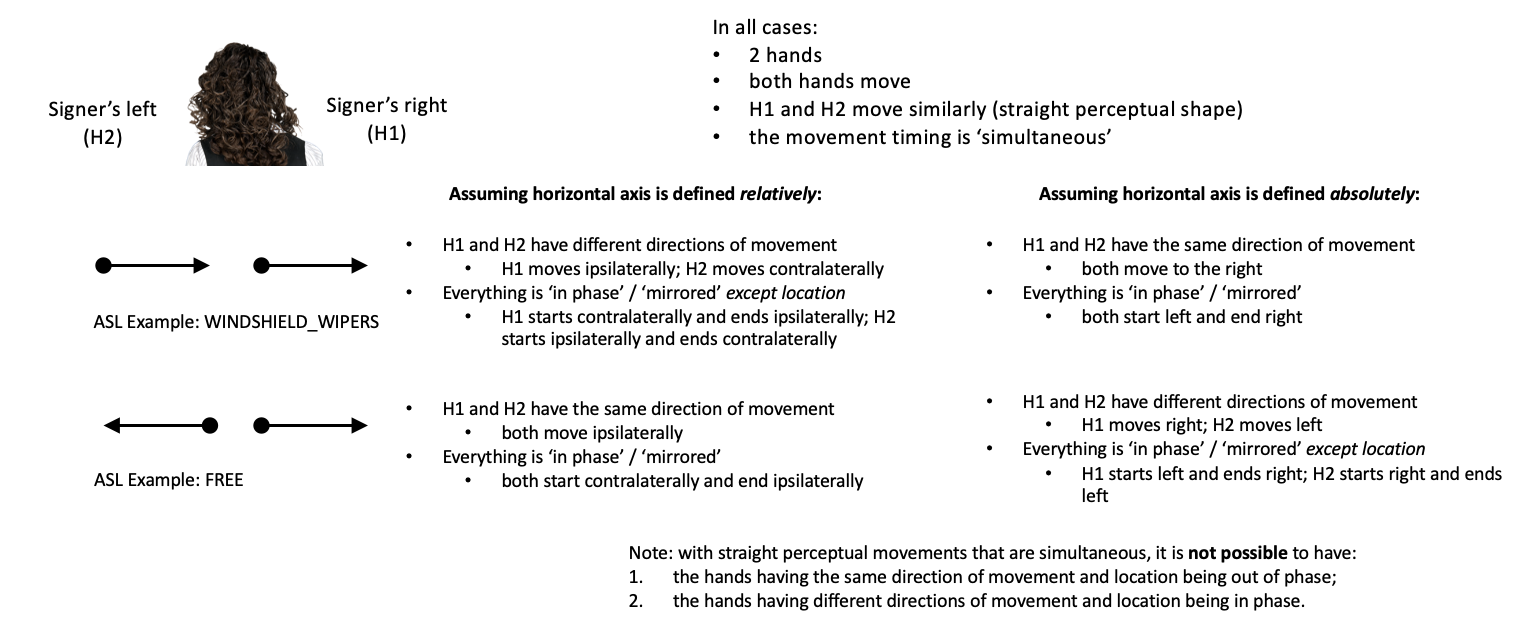 In all cases:
• 2 hands
• both hands move
• H1 and H2 move similarly (straight perceptual shape)
• the movement timing is ‘simultaneous’
Signer’s left
(H2)
Signer’s right
(H1)
Assuming horizontal axis is defined relatively:
Assuming horizontal axis is defined absolutely:
ASL Example: WINDSHIELD_WIPERS
• H1 and H2 have different directions of movement
• H1 moves ipsilaterally; H2 moves contralaterally
• Everything is ‘in phase’ / ‘mirrored’ except location
• H1 starts contralaterally and ends ipsilaterally; H2
starts ipsilaterally and ends contralaterally
• H1 and H2 have the same direction of movement
• both move to the right
• Everything is ‘in phase’ / ‘mirrored’
• both start left and end right
ASL Example: FREE
• H1 and H2 have the same direction of movement
• both move ipsilaterally
• Everything is ‘in phase’ / ‘mirrored’
• both start contralaterally and end ipsilaterally
• H1 and H2 have different directions of movement
• H1 moves right; H2 moves left
• Everything is ‘in phase’ / ‘mirrored’ except location
• H1 starts left and ends right; H2 starts right and ends
left
Note: with straight perceptual movements that are simultaneous, it is not possible to have:
1. the hands having the same direction of movement and location being out of phase;
2. the hands having different directions of movement and location being in phase.